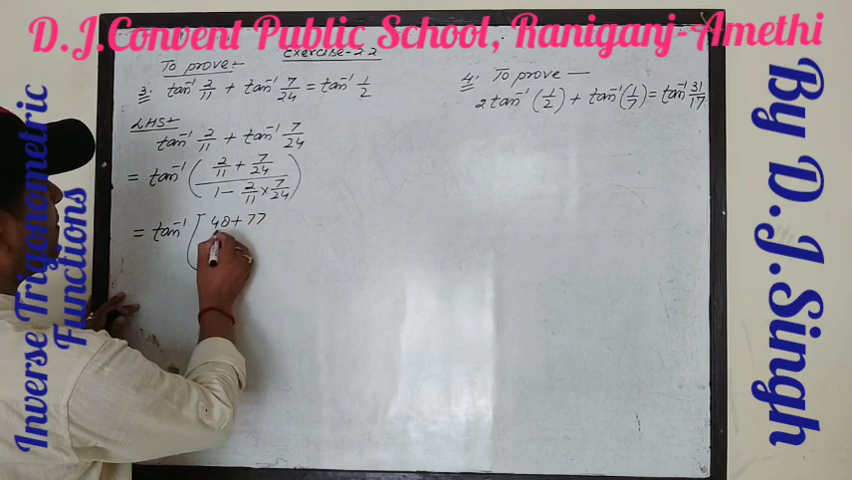 D.J.Convent Public School, Raniganj-Amethi
Inverse Trigonometric
Functions
By D.J.Singh
Exercise-2.2
To prove:-
3. tan⁻¹ 2/11 + tan⁻¹ 7/24 = tan⁻¹ 1/2
LHS:-
tan⁻¹ 2/11 + tan⁻¹ 7/24
= tan⁻¹ ( (2/11 + 7/24) / (1 - 2/11 × 7/24) )
= tan⁻¹ ( 48+77
4. To prove —
2tan⁻¹(1/2) + tan⁻¹(1/7) = tan⁻¹ 31/17